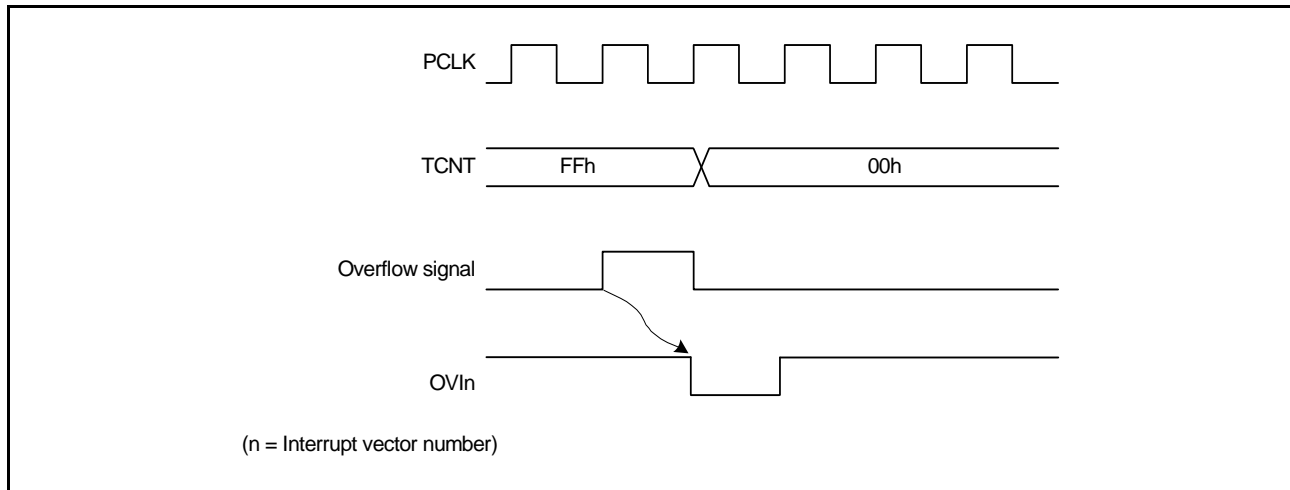 PCLK
TCNT
FFh
00h
Overflow signal
OVIn
(n = Interrupt vector number)